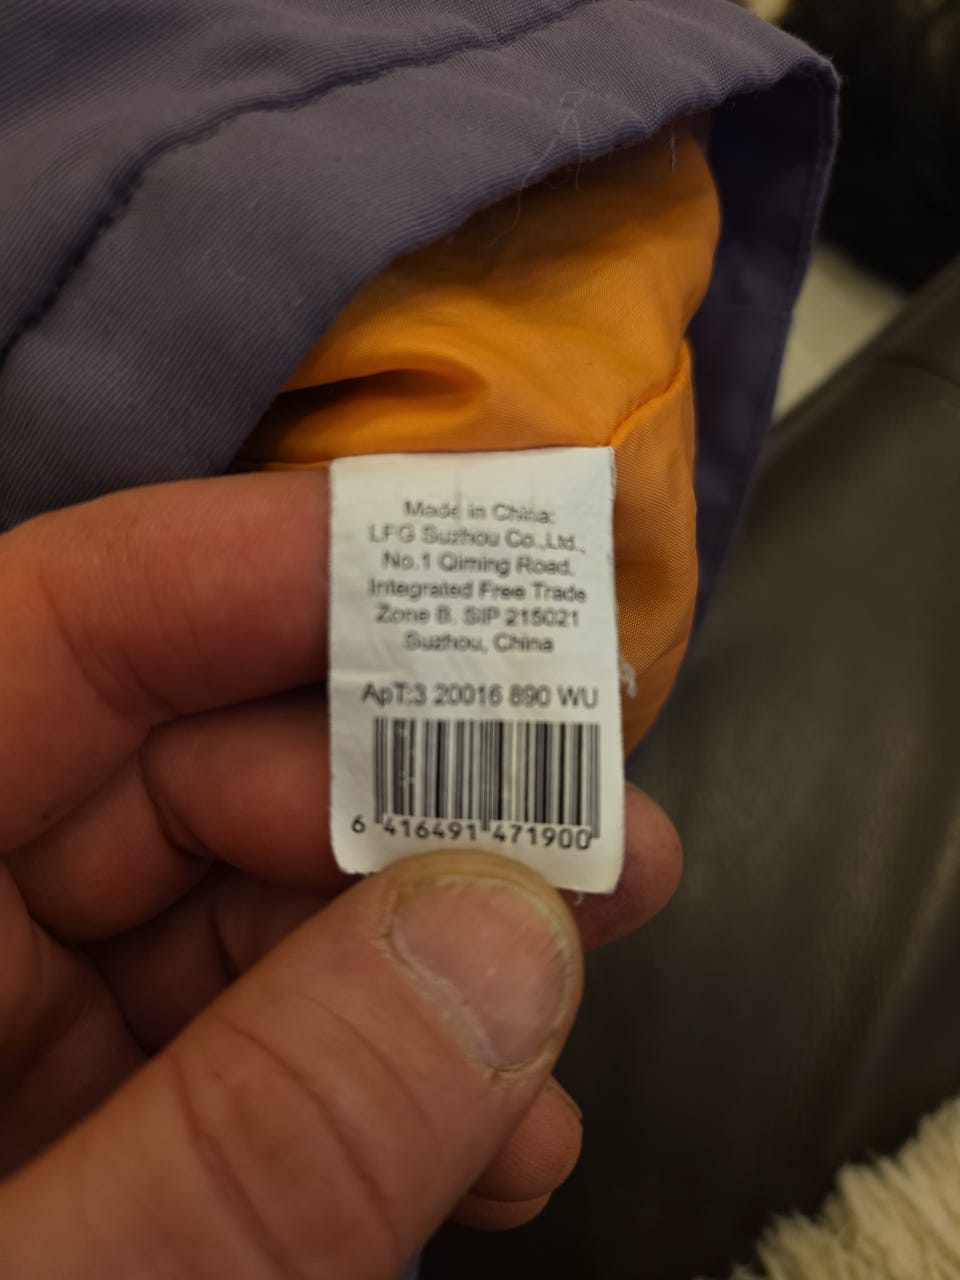 Made in China:
LFG Suzhou Co.,Ltd.,
No.1 Qiming Road.
Integrated Free Trade
Zone B. SIP 215021
Suzhou, China
АрТ:3 20016 890 WU
6 416491 471900